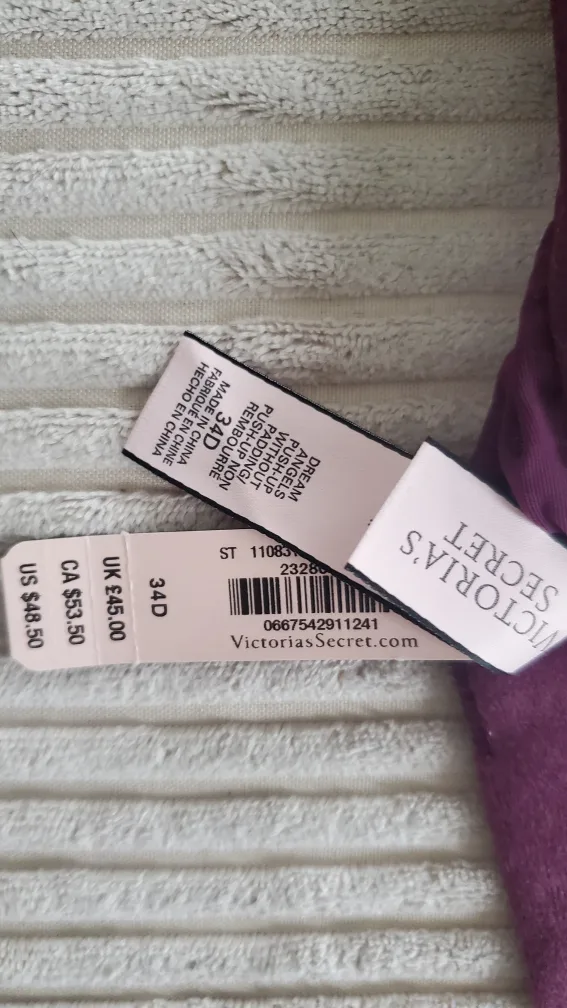 VICTORIA'S
SECRET
DREAM
ANGELS
PUSH-UP
WITHOUT
PADDING/
PUSH-UP NON
REMBOURRÉ
34D
MADE IN CHINA
FABRIQUÉ EN CHINE
HECHO EN CHINA
ST
0667542911241
VictoriasSecret.com
34D
UK £45.00
CA $53.50
US $48.50